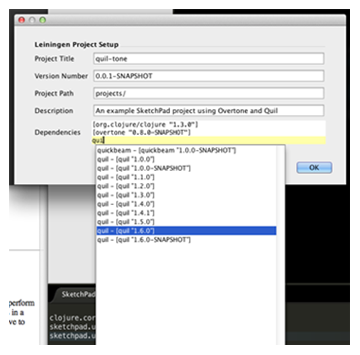 Leiningen Project Setup
Project Title quil-tone
Version Number 0.0.1-SNAPSHOT
Project Path projects/
Description An example SketchPad project using Overtone and Quil
Dependencies [org.clojure/clojure "1.3.0"]
[overtone "0.8.0-SNAPSHOT"]
qui
quickbeam - [quickbeam "1.0.0-SNAPSHOT"]
quil - [quil "1.0.0"]
quil - [quil "1.0.0-SNAPSHOT"]
quil - [quil "1.1.0"]
quil - [quil "1.2.0"]
quil - [quil "1.3.0"]
quil - [quil "1.4.0"]
quil - [quil "1.4.1"]
quil - [quil "1.5.0"]
quil - [quil "1.6.0"]
quil - [quil "1.6.0-SNAPSHOT"]
OK
perform
in a
ve to
SketchPad
clojure.cor
sketchpad.u
sketchpad.u